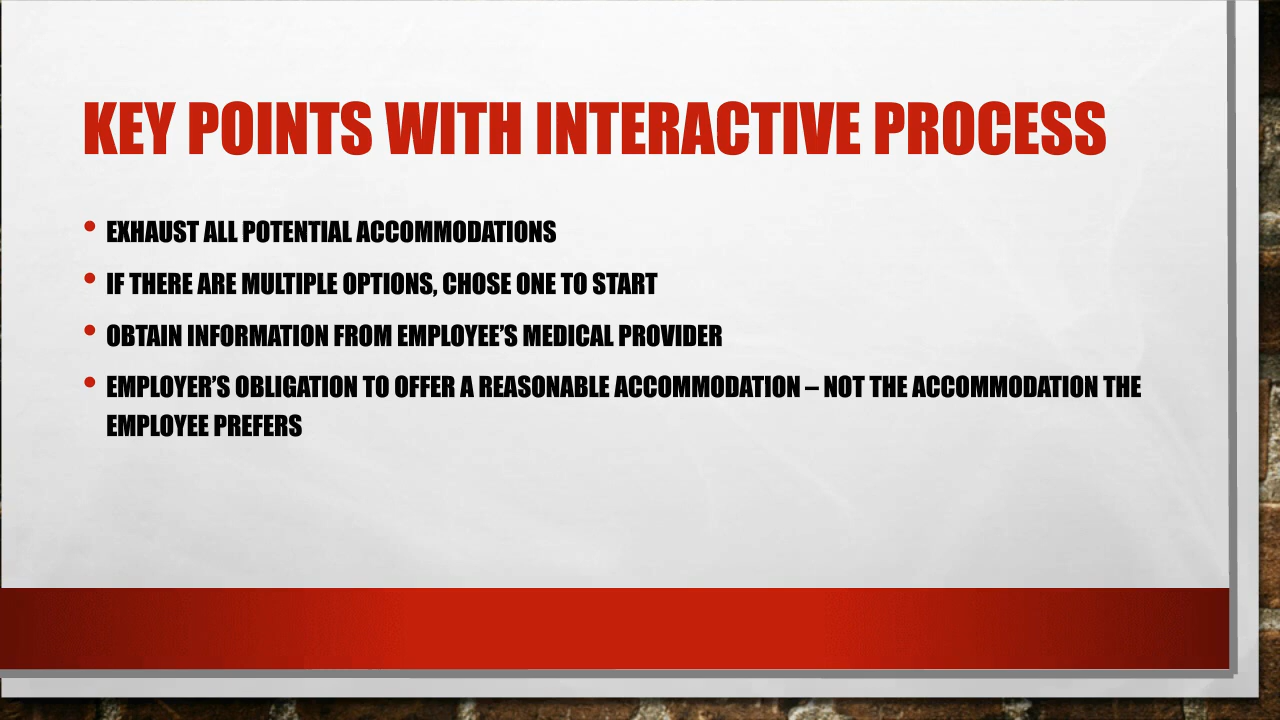 KEY POINTS WITH INTERACTIVE PROCESS
• EXHAUST ALL POTENTIAL ACCOMMODATIONS
• IF THERE ARE MULTIPLE OPTIONS, CHOSE ONE TO START
• OBTAIN INFORMATION FROM EMPLOYEE’S MEDICAL PROVIDER
• EMPLOYER’S OBLIGATION TO OFFER A REASONABLE ACCOMMODATION – NOT THE ACCOMMODATION THE
EMPLOYEE PREFERS